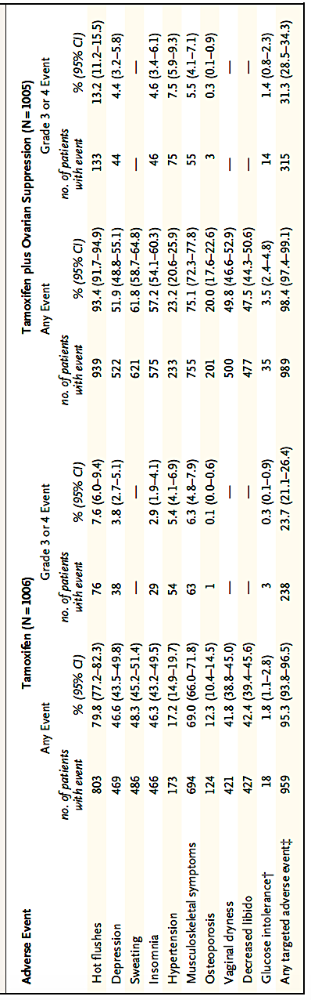 Adverse Event Tamoxifen (N=1006) Tamoxifen plus Ovarian Suppression (N=1005)
Any Event Grade 3 or 4 Event Any Event Grade 3 or 4 Event
no. of patients with event % (95% CI) no. of patients with event % (95% CI) no. of patients with event % (95% CI) no. of patients with event % (95% CI)
Hot flushes 803 79.8 (77.2–82.3) 76 7.6 (6.0–9.4) 939 93.4 (91.7–94.9) 133 13.2 (11.2–15.5)
Depression 469 46.6 (43.5–49.8) 38 3.8 (2.7–5.1) 522 51.9 (48.8–55.1) 44 4.4 (3.2–5.8)
Sweating 486 48.3 (45.2–51.4) — — 621 61.8 (58.7–64.8) — —
Insomnia 466 46.3 (43.2–49.5) 29 2.9 (1.9–4.1) 575 57.2 (54.1–60.3) 46 4.6 (3.4–6.1)
Hypertension 173 17.2 (14.9–19.7) 54 5.4 (4.1–6.9) 233 23.2 (20.6–25.9) 75 7.5 (5.9–9.3)
Musculoskeletal symptoms 694 69.0 (66.0–71.8) 63 6.3 (4.8–7.9) 755 75.1 (72.3–77.8) 55 5.5 (4.1–7.1)
Osteoporosis 124 12.3 (10.4–14.5) 1 0.1 (0.0–0.6) 201 20.0 (17.6–22.6) 3 0.3 (0.1–0.9)
Vaginal dryness 421 41.8 (38.8–45.0) — — 500 49.8 (46.6–52.9) — —
Decreased libido 427 42.4 (39.4–45.6) — — 477 47.5 (44.3–50.6) — —
Glucose intolerance† 18 1.8 (1.1–2.8) 3 0.3 (0.1–0.9) 35 3.5 (2.4–4.8) 14 1.4 (0.8–2.3)
Any targeted adverse event‡ 959 95.3 (93.8–96.5) 238 23.7 (21.1–26.4) 989 98.4 (97.4–99.1) 315 31.3 (28.5–34.3)